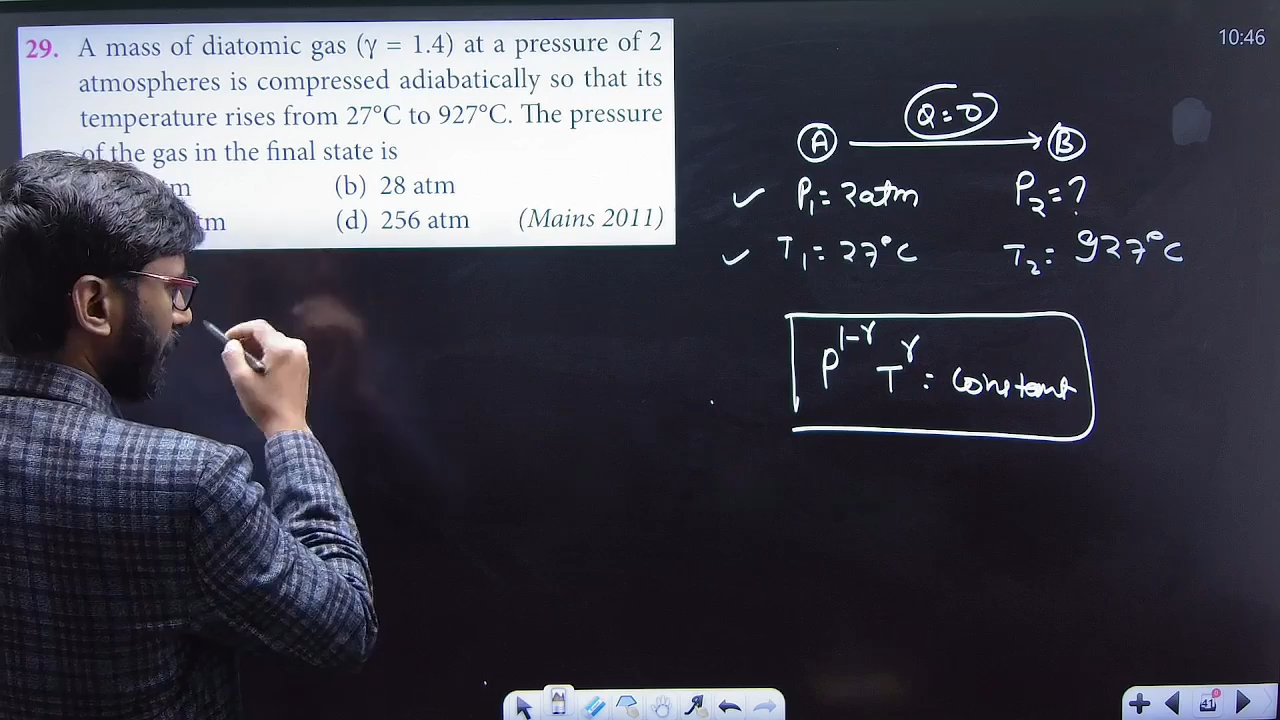 29. A mass of diatomic gas (γ = 1.4) at a pressure of 2
atmospheres is compressed adiabatically so that its
temperature rises from 27°C to 927°C. The pressure
of the gas in the final state is
(b) 28 atm
(d) 256 atm (Mains 2011)
10:46
Q=0
A B
P₁= 2atm P₂=?
T₁= 27°C T₂= 927°C
P^1-γ T^γ = constant
41